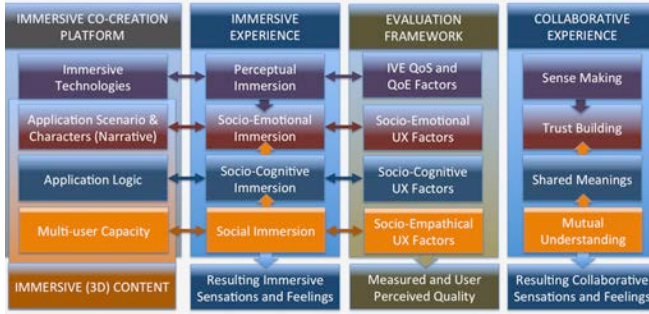 IMMERSIVE CO-CREATION
PLATFORM
Immersive
Technologies
Application Scenario &
Characters (Narrative)
Application Logic
Multi-user Capacity
IMMERSIVE (3D) CONTENT
IMMERSIVE
EXPERIENCE
Perceptual
Immersion
Socio-Emotional
Immersion
Socio-Cognitive
Immersion
Social Immersion
Resulting Immersive
Sensations and Feelings
EVALUATION
FRAMEWORK
IVE QoS and
QoE Factors
Socio-Emotional
UX Factors
Socio-Cognitive
UX Factors
Socio-Empathical
UX Factors
Measured and User
Perceived Quality
COLLABORATIVE
EXPERIENCE
Sense Making
Trust Building
Shared Meanings
Mutual
Understanding
Resulting Collaborative
Sensations and Feelings